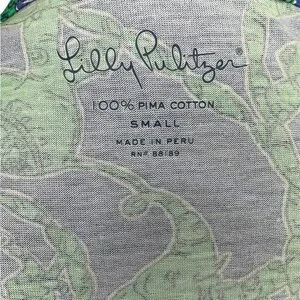 Lilly Pulitzer®
100% PIMA COTTON
SMALL
MADE IN PERU
RN# 88189